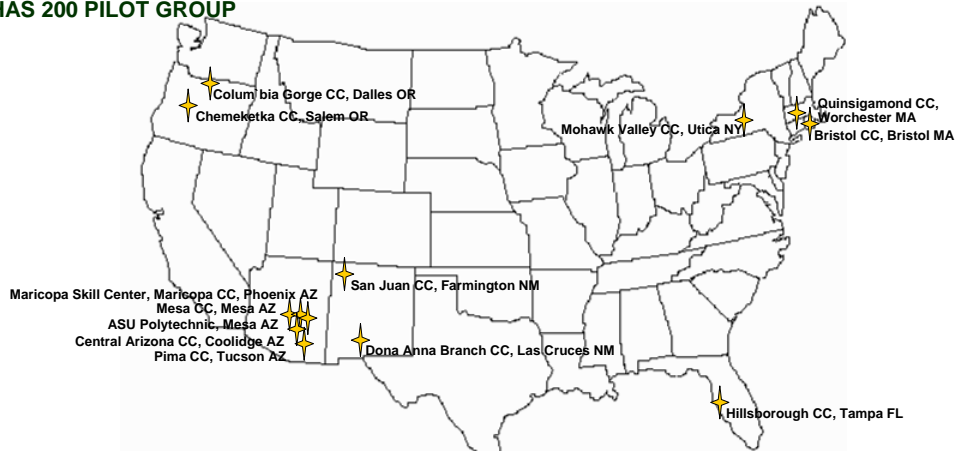 HAS 200 PILOT GROUP
Colum bia Gorge CC, Dalles OR
Chemeketka CC, Salem OR
Quinsigamond CC,
Worchester MA
Mohawk Valley CC, Utica NY
Bristol CC, Bristol MA
San Juan CC, Farmington NM
Maricopa Skill Center, Maricopa CC, Phoenix AZ
Mesa CC, Mesa AZ
ASU Polytechnic, Mesa AZ
Central Arizona CC, Coolidge AZ
Pima CC, Tucson AZ
Dona Anna Branch CC, Las Cruces NM
Hillsborough CC, Tampa FL